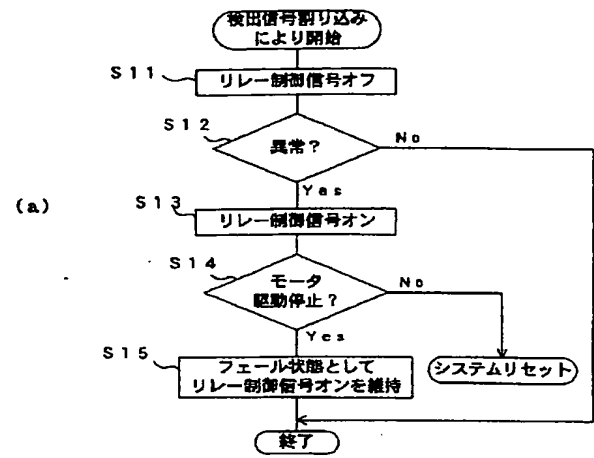 検出信号割り込み
により開始
S11
リレー制御信号オフ
S12
異常？
No
Yes
(a)
S13
リレー制御信号オン
S14
モータ
駆動停止？
No
Yes
S15
フェール状態として
リレー制御信号オンを維持
システムリセット
終了